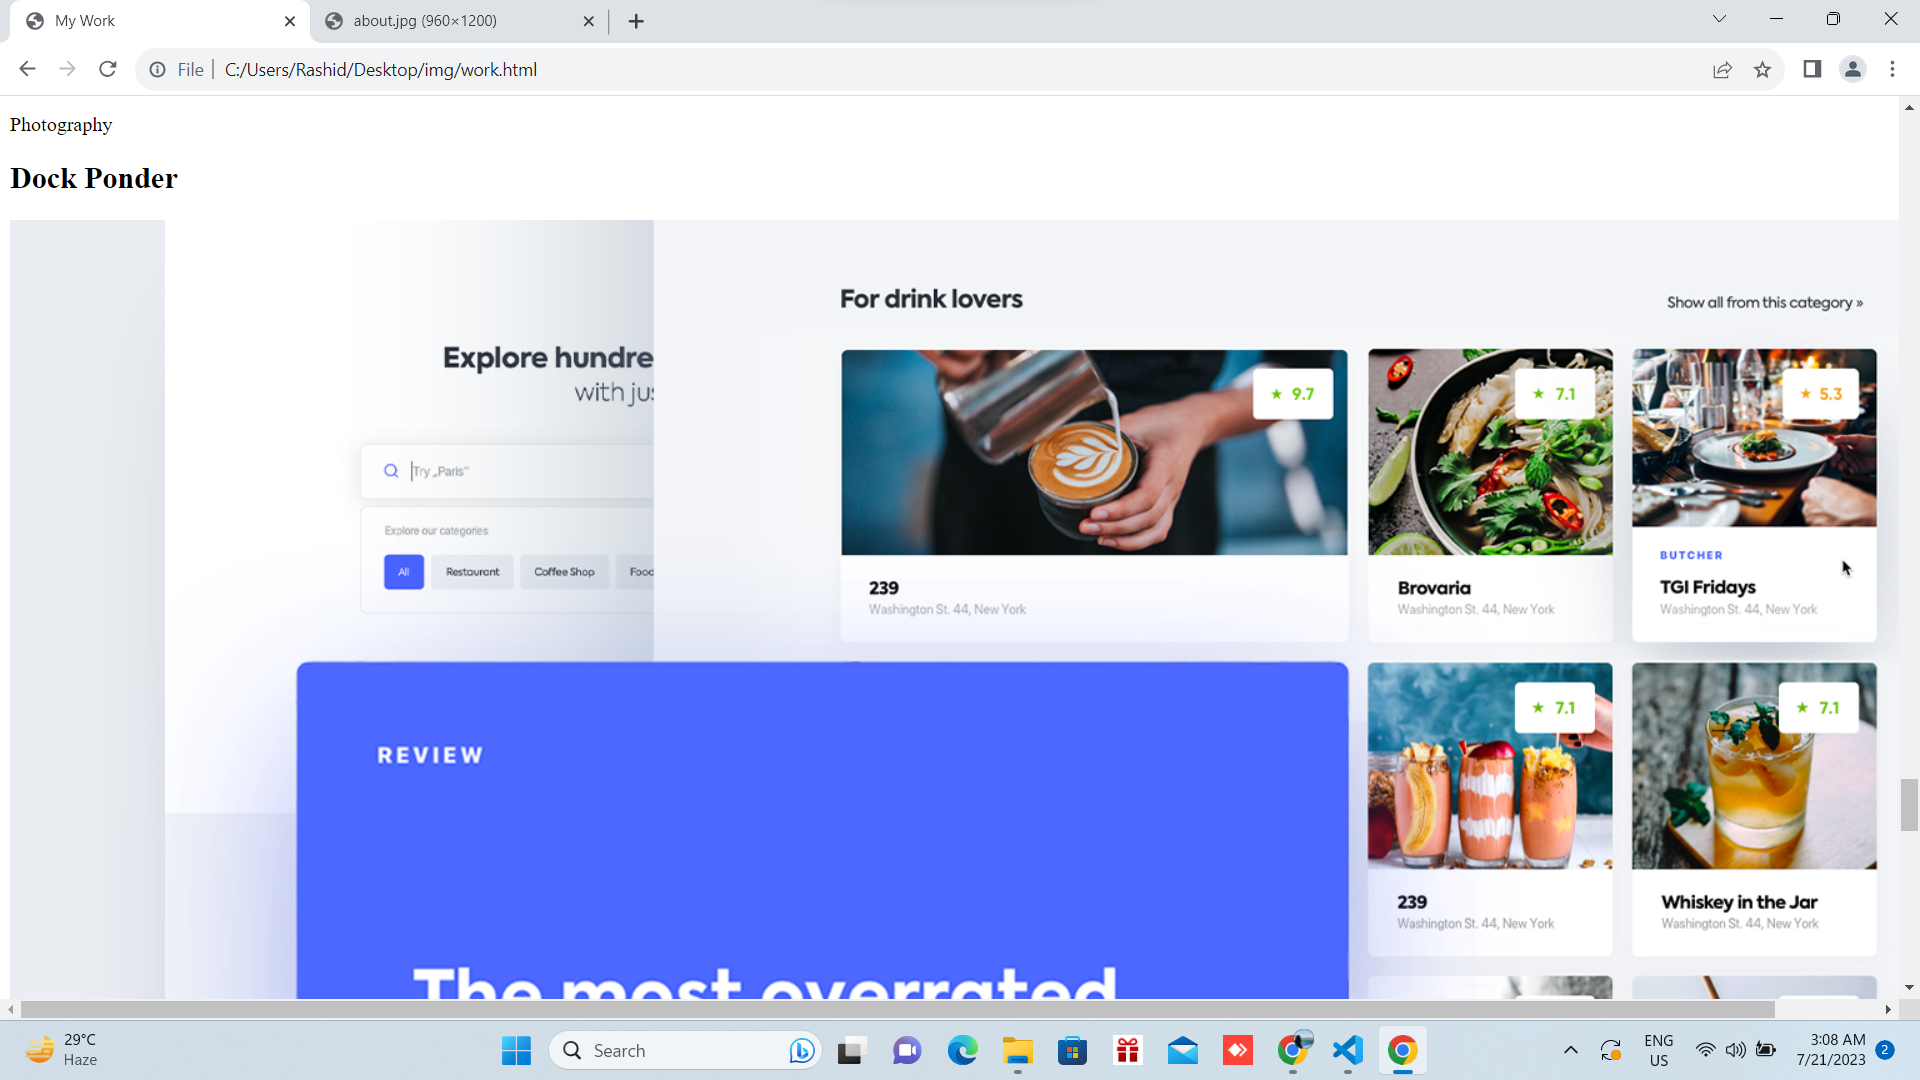 My Work
about.jpg (960×1200)
File
C:/Users/Rashid/Desktop/img/work.html
Photography
Dock Ponder
For drink lovers
Show all from this category »
Explore hundre
with jus
Try „Paris"
Explore our categories
All
Restaurant
Coffee Shop
Food
9.7
7.1
5.3
239
Washington St. 44, New York
Brovaria
Washington St. 44, New York
BUTCHER
TGI Fridays
Washington St. 44, New York
REVIEW
The most overrated
7.1
7.1
239
Washington St. 44, New York
Whiskey in the Jar
Washington St. 44, New York
29°C
Haze
Search
ENG
US
3:08 AM
7/21/2023
2